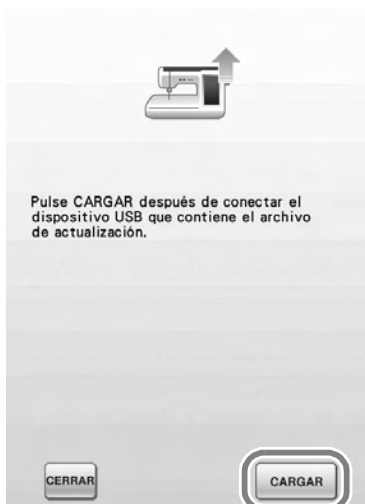 Pulse CARGAR después de conectar el
dispositivo USB que contiene el archivo
de actualización.
CERRAR
CARGAR